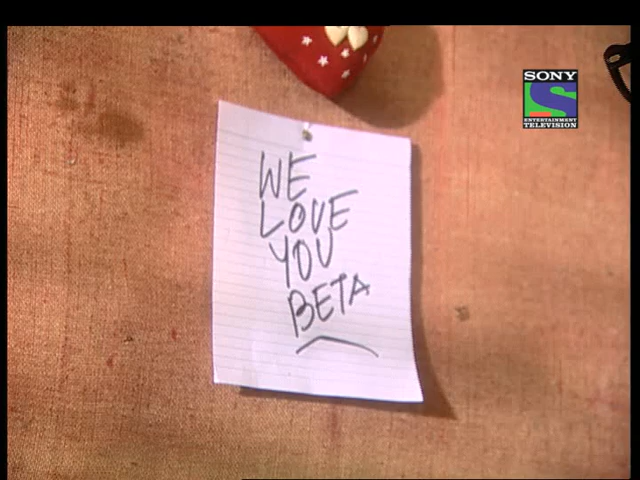 SONY
ENTERTAINMENT
TELEVISION
WE
LOVE
YOU
BETA